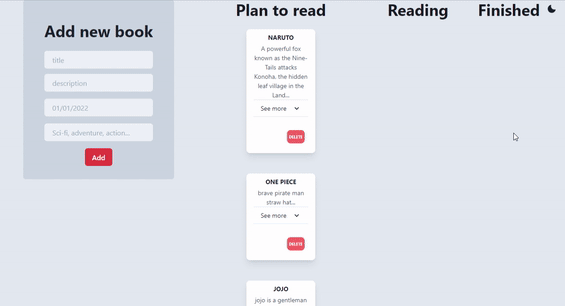 Add new book
title
description
01/01/2022
Sci-fi, adventure, action...
Add
Plan to read
NARUTO
A powerful fox
known as the Nine-
Tails attacks
Konoha, the hidden
leaf village in the
Land...
See more
DELETE
ONE PIECE
brave pirate man
straw hat...
See more
DELETE
JOJO
jojo is a gentleman
Reading
Finished